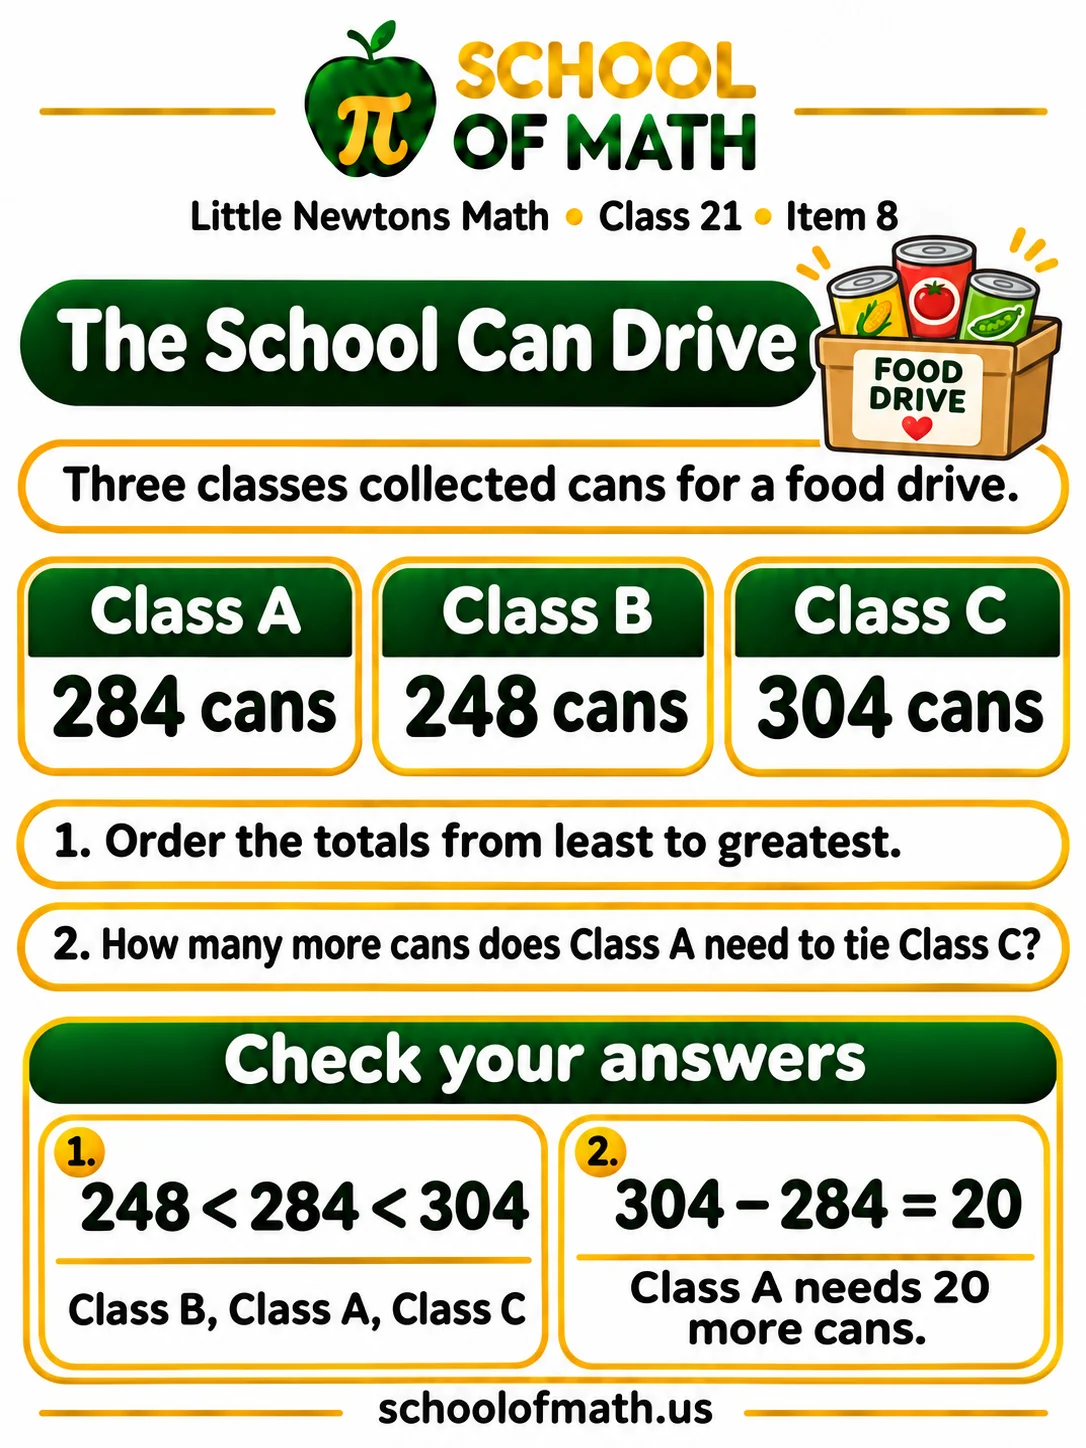 π
SCHOOL
OF MATH
Little Newtons Math • Class 21 • Item 8
The School Can Drive
FOOD
DRIVE
Three classes collected cans for a food drive.
Class A
284 cans
Class B
248 cans
Class C
304 cans
1. Order the totals from least to greatest.
2. How many more cans does Class A need to tie Class C?
Check your answers
1.
248 < 284 < 304
Class B, Class A, Class C
2.
304 − 284 = 20
Class A needs 20
more cans.
schoolofmath.us